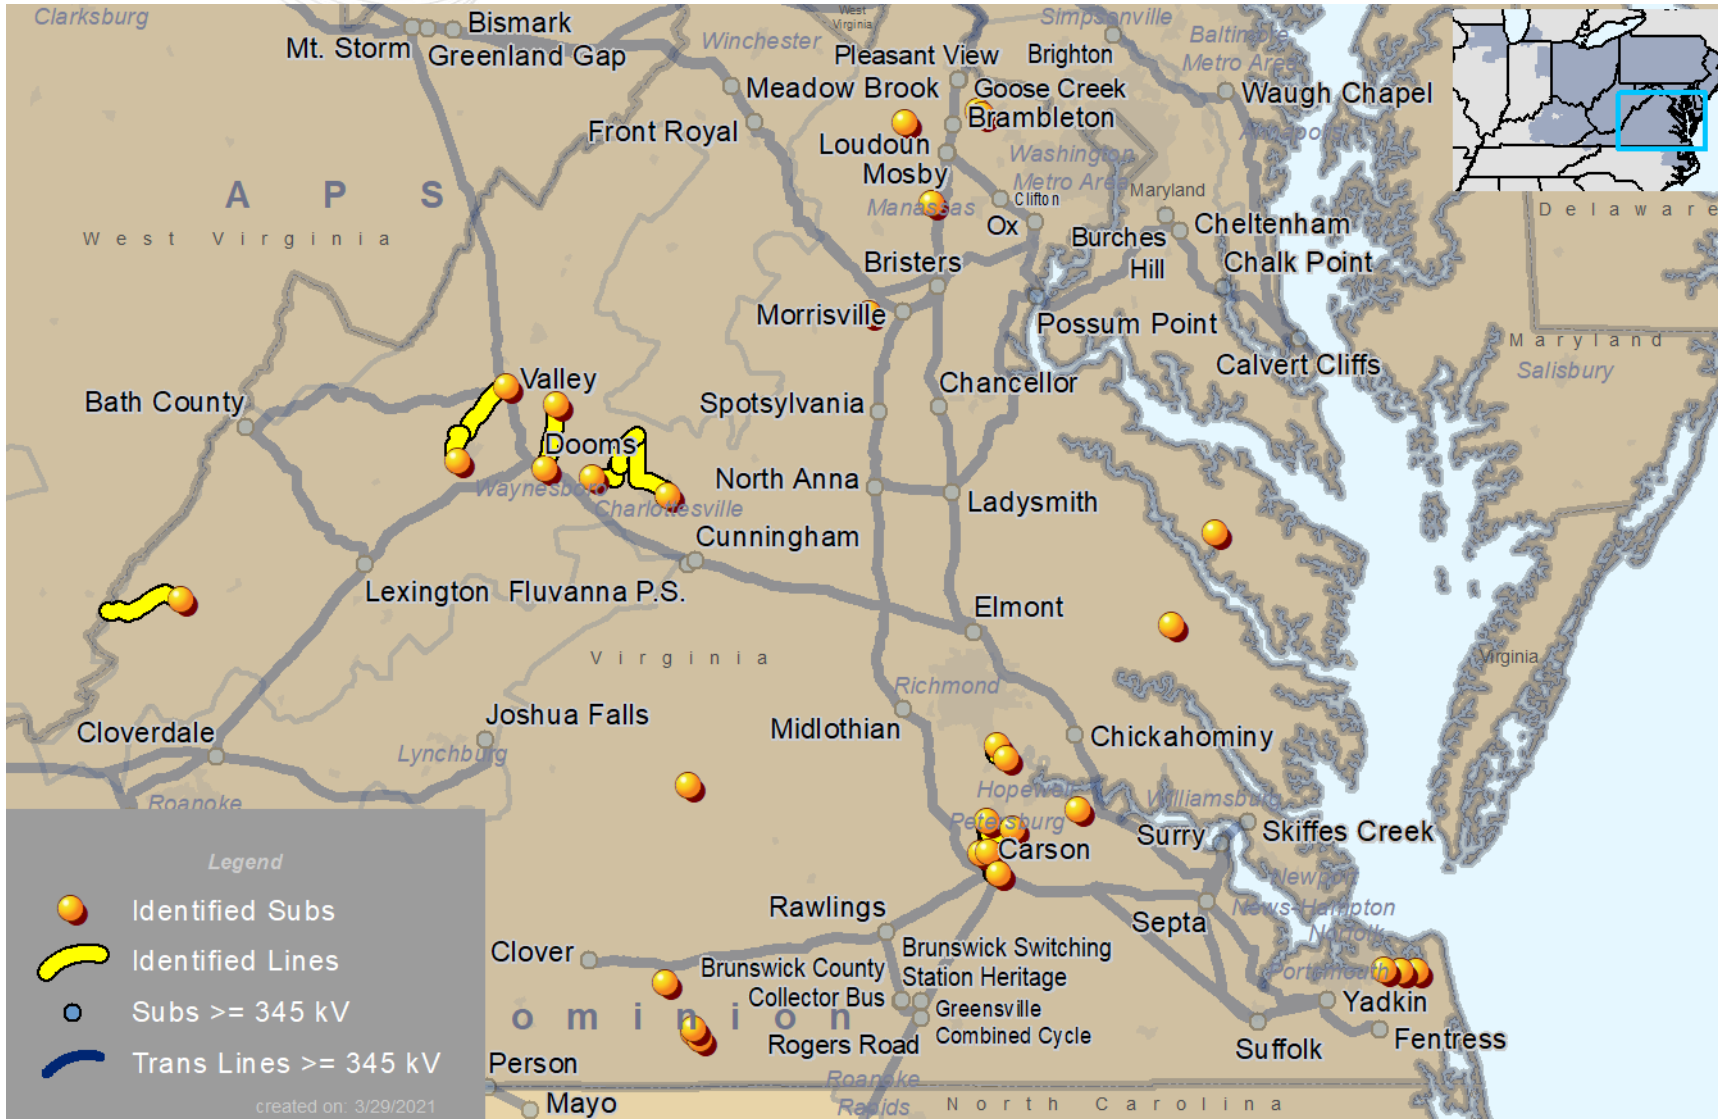 Clarksburg
Bismark
Mt. Storm
Greenland Gap
Winchester
West
Virginia
Simpsonville
Pleasant View
Brighton
Baltimore
Metro Area
Meadow Brook
Goose Creek
Waugh Chapel
Front Royal
Brambleton
Loudoun
Washington
Metro Area
Mosby
Maryland
Clifton
Manassas
A P S
West Virginia
Delaware
Ox
Burches
Hill
Cheltenham
Bristers
Chalk Point
Morrisville
Possum Point
Maryland
Calvert Cliffs
Salisbury
Valley
Bath County
Chancellor
Spotsylvania
Dooms
Waynesboro
North Anna
Charlottesville
Ladysmith
Cunningham
Lexington
Fluvanna P.S.
Elmont
Virginia
Virginia
Richmond
Joshua Falls
Midlothian
Cloverdale
Chickahominy
Lynchburg
Hopewell
Williamsburg
Roanoke
Petersburg
Surry
Skiffes Creek
Carson
Newport
News-Hampton
Norfolk
Rawlings
Septa
Clover
Brunswick Switching
Station Heritage
Brunswick County
Collector Bus
Portsmouth
Yadkin
ominion
Greensville
Combined Cycle
Rogers Road
Fentress
Suffolk
Person
Roanoke
Rapids
Mayo
North Carolina
Legend
Identified Subs
Identified Lines
Subs >= 345 kV
Trans Lines >= 345 kV
created on: 3/29/2021